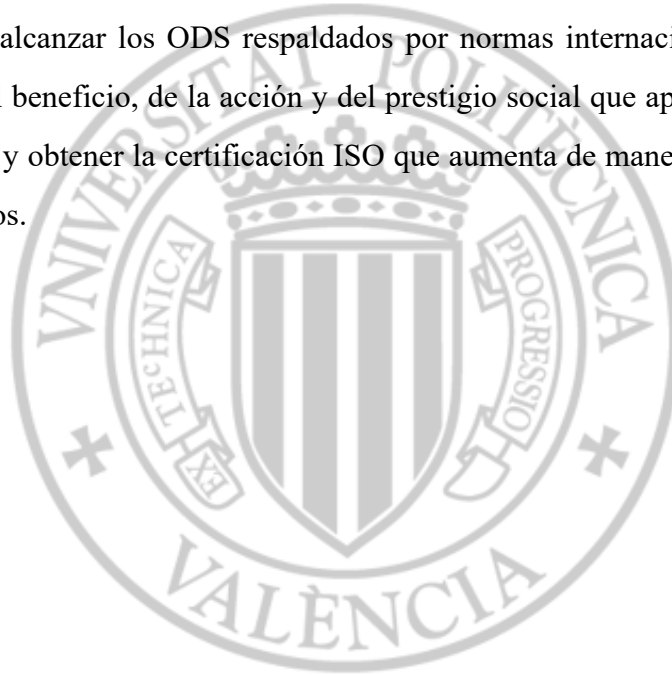 alcanzar los ODS respaldados por normas internaci
beneficio, de la acción y del prestigio social que ap
y obtener la certificación ISO que aumenta de mane
os.
VNIVERSITAT POLITÈCNICA
EX TECHNICA PROGRESSIO
VALÈNCIA